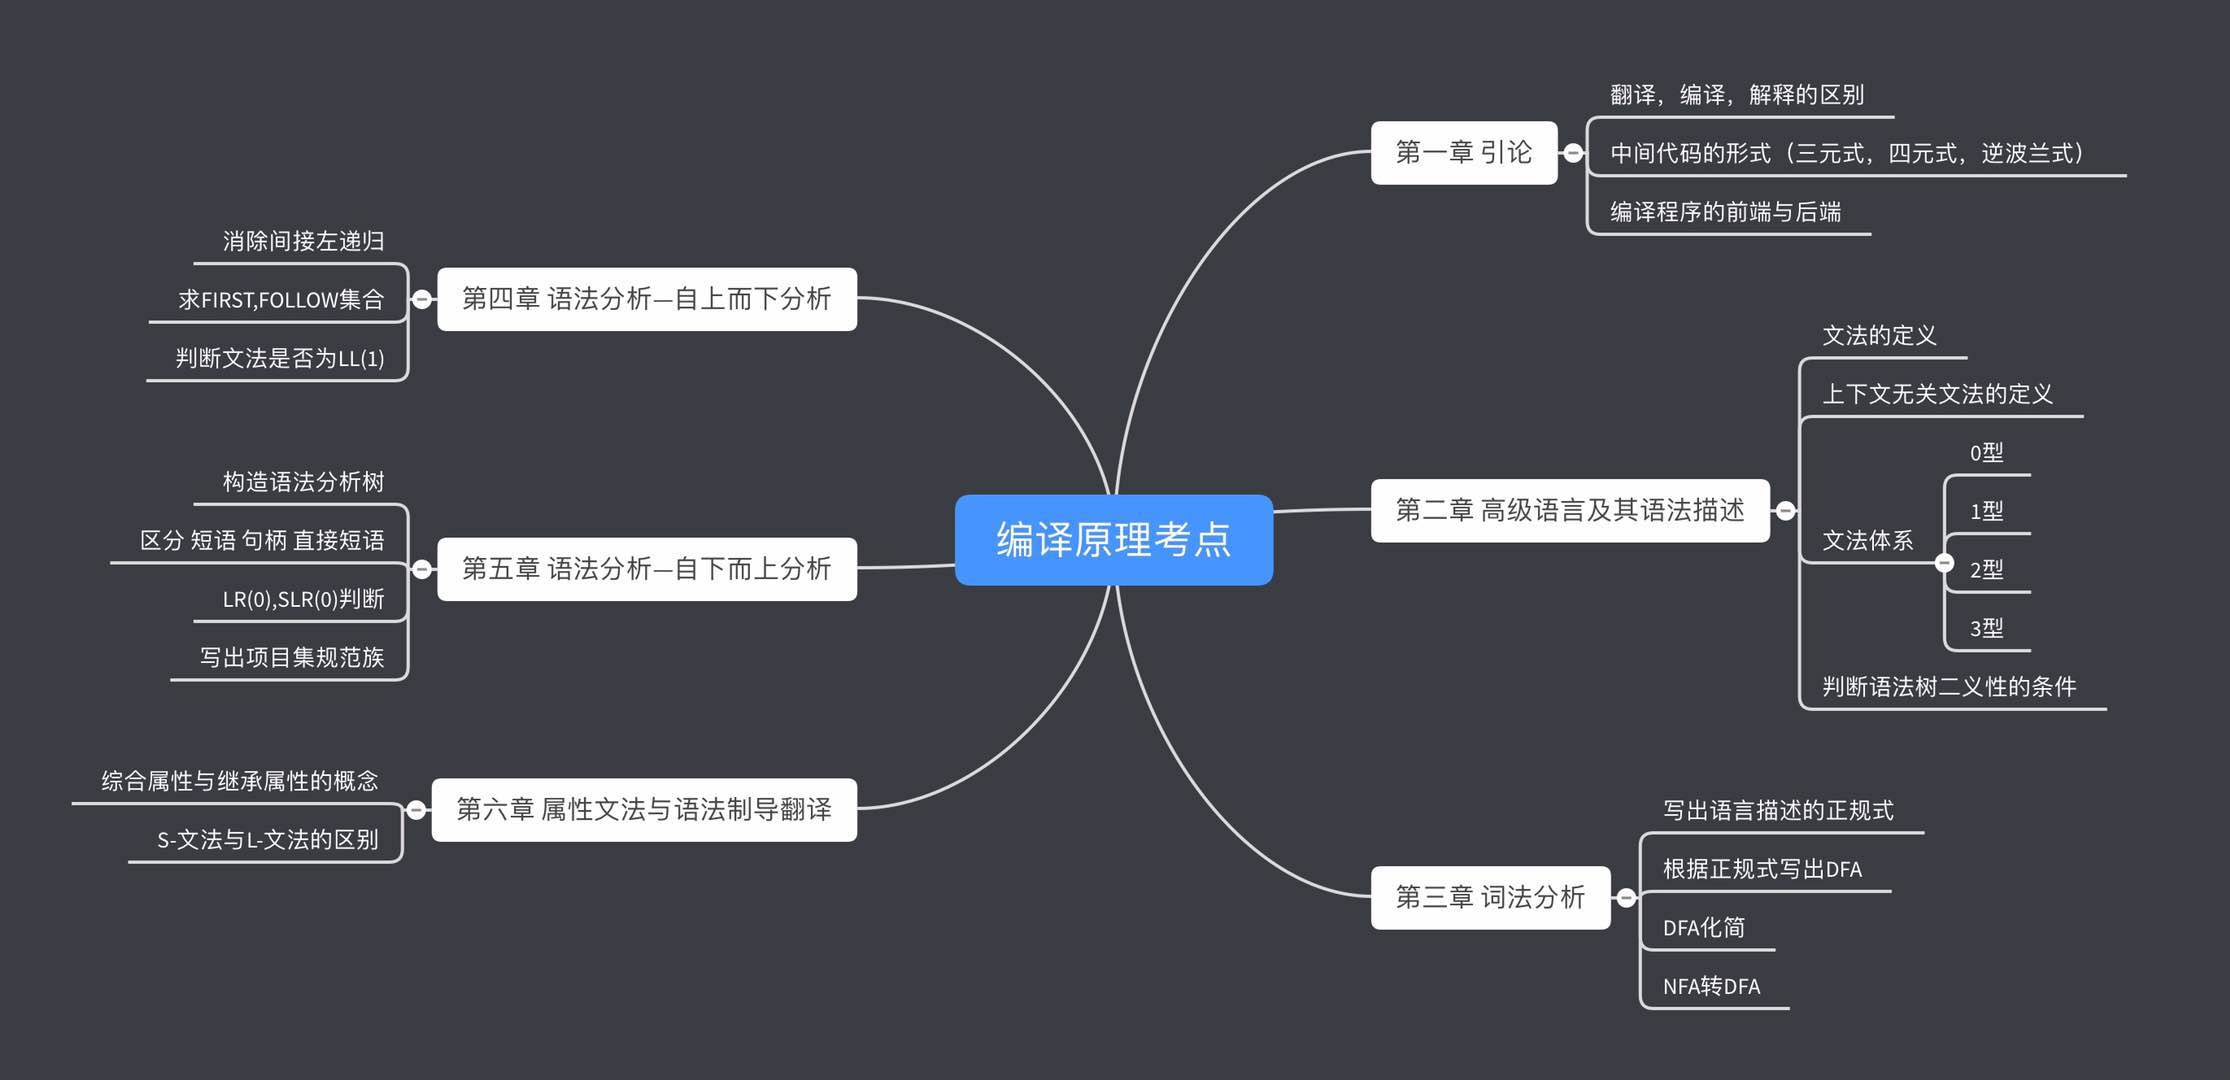 编译原理考点
第一章 引论
翻译，编译，解释的区别
中间代码的形式（三元式，四元式，逆波兰式）
编译程序的前端与后端
第二章 高级语言及其语法描述
文法的定义
上下文无关文法的定义
文法体系
0型
1型
2型
3型
判断语法树二义性的条件
第三章 词法分析
写出语言描述的正规式
根据正规式写出DFA
DFA化简
NFA转DFA
第四章 语法分析—自上而下分析
消除间接左递归
求FIRST,FOLLOW集合
判断文法是否为LL(1)
第五章 语法分析—自下而上分析
构造语法分析树
区分 短语 句柄 直接短语
LR(0),SLR(0)判断
写出项目集规范族
第六章 属性文法与语法制导翻译
综合属性与继承属性的概念
S-文法与L-文法的区别